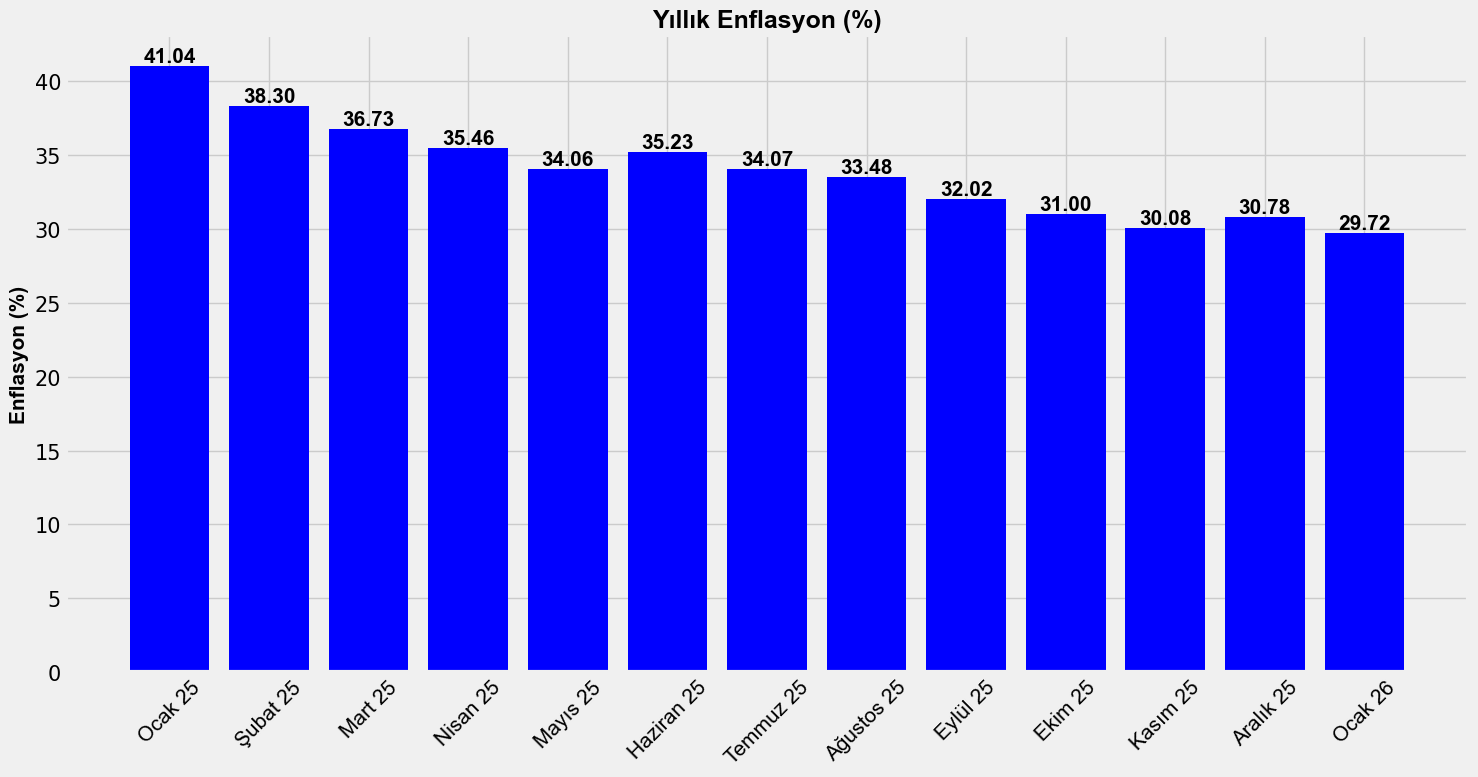 Yıllık Enflasyon (%)
Enflasyon (%)
40
35
30
25
20
15
10
5
0
41.04
38.30
36.73
35.46
34.06
35.23
34.07
33.48
32.02
31.00
30.08
30.78
29.72
Ocak 25
Şubat 25
Mart 25
Nisan 25
Mayıs 25
Haziran 25
Temmuz 25
Ağustos 25
Eylül 25
Ekim 25
Kasım 25
Aralık 25
Ocak 26